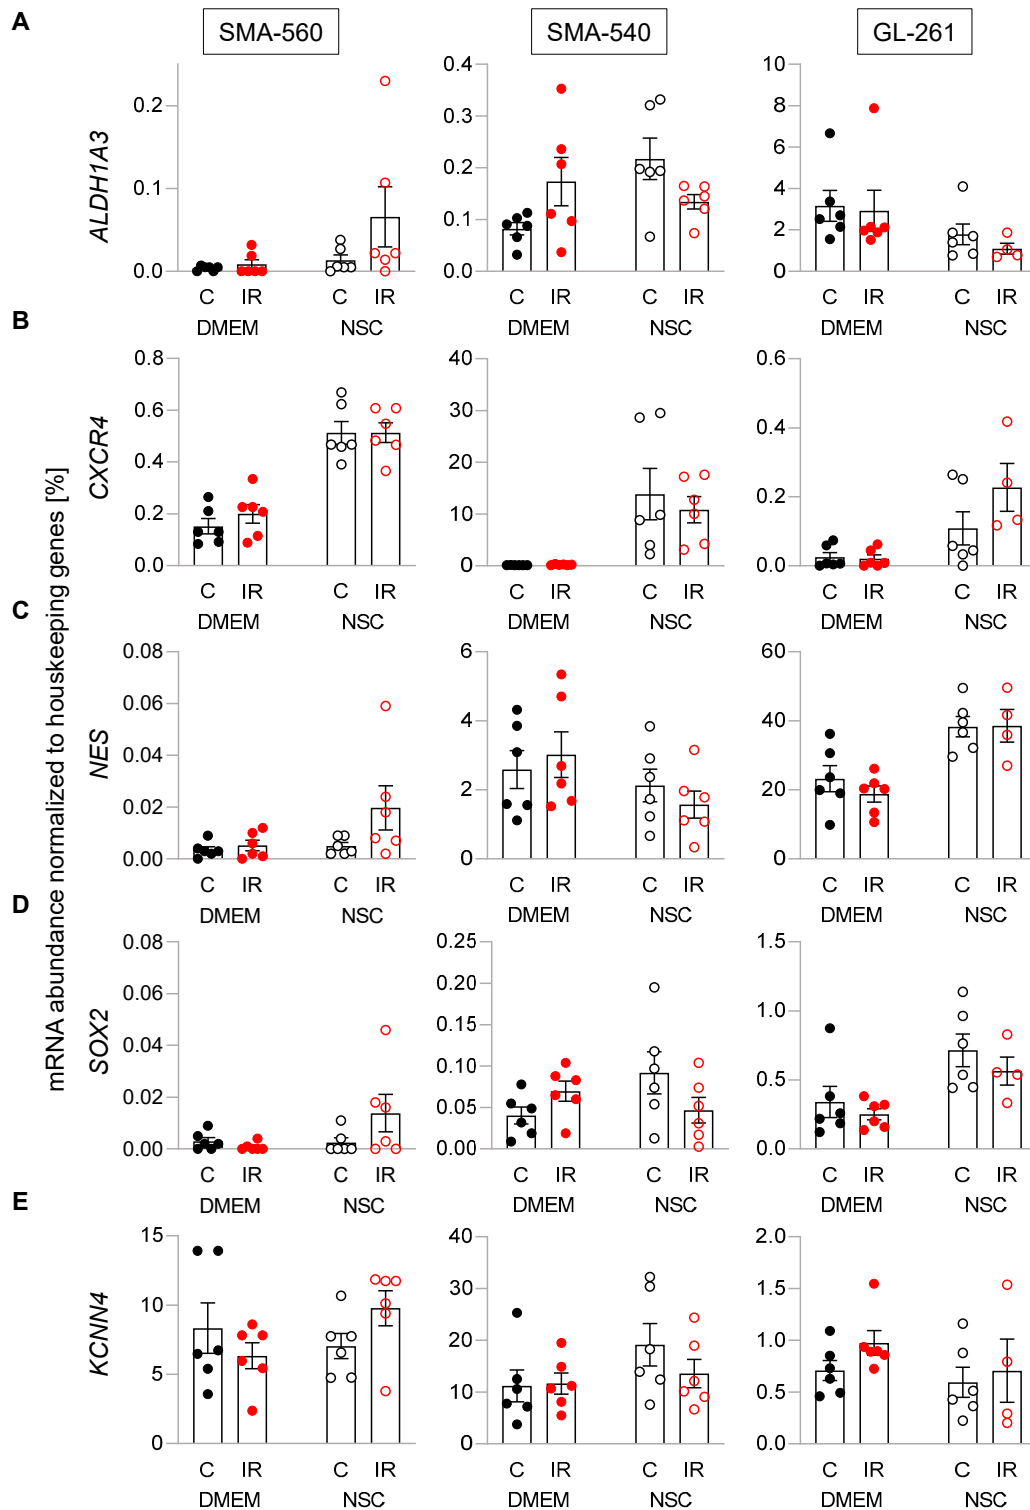 A
SMA-560 SMA-540 GL-261
mRNA abundance normalized to houskeeping genes [%]
ALDH1A3
0.2 0.1 0.0
0.4 0.3 0.2 0.1 0.0
10 8 6 4 2 0
C IR C IR C IR C IR C IR C IR
DMEM NSC DMEM NSC DMEM NSC
B
CXCR4
0.8 0.6 0.4 0.2 0.0
40 30 20 10 0
0.6 0.4 0.2 0.0
C IR C IR C IR C IR C IR C IR
DMEM NSC DMEM NSC DMEM NSC
C
NES
0.08 0.06 0.04 0.02 0.00
6 4 2 0
60 40 20 0
C IR C IR C IR C IR C IR C IR
DMEM NSC DMEM NSC DMEM NSC
D
SOX2
0.08 0.06 0.04 0.02 0.00
0.25 0.20 0.15 0.10 0.05 0.00
1.5 1.0 0.5 0.0
C IR C IR C IR C IR C IR C IR
DMEM NSC DMEM NSC DMEM NSC
E
KCNN4
15 10 5 0
40 30 20 10 0
2.0 1.5 1.0 0.5 0.0
C IR C IR C IR C IR C IR C IR
DMEM NSC DMEM NSC DMEM NSC